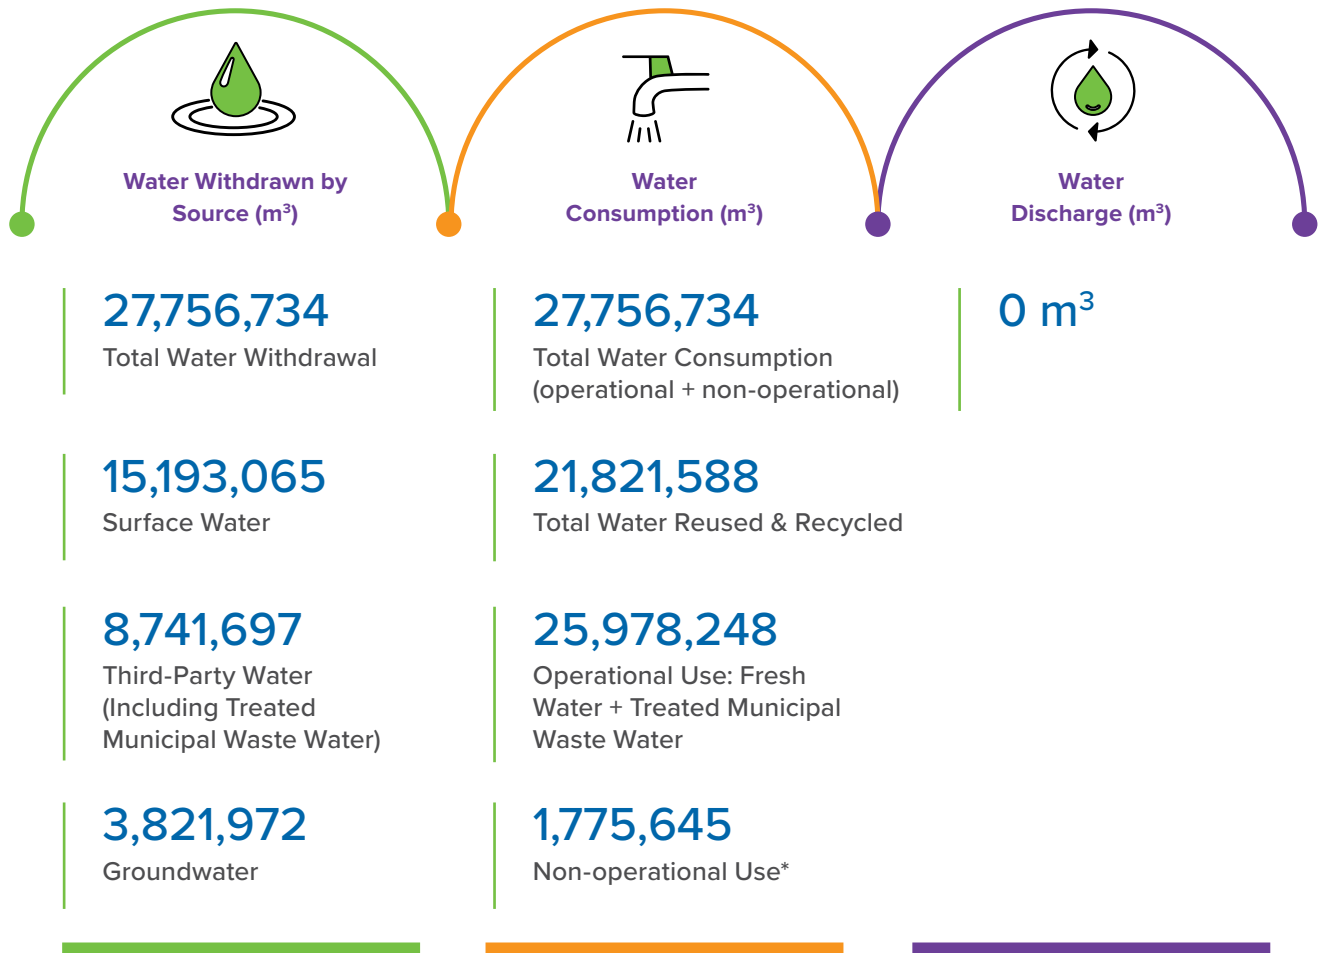 Water Withdrawn by
Source (m³)
27,756,734
Total Water Withdrawal
15,193,065
Surface Water
8,741,697
Third-Party Water
(Including Treated
Municipal Waste Water)
3,821,972
Groundwater
Water
Consumption (m³)
27,756,734
Total Water Consumption
(operational + non-operational)
21,821,588
Total Water Reused & Recycled
25,978,248
Operational Use: Fresh
Water + Treated Municipal
Waste Water
1,775,645
Non-operational Use*
Water
Discharge (m³)
0 m³